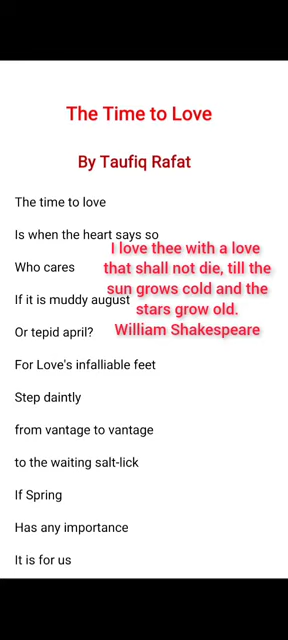 The Time to Love
By Taufiq Rafat
The time to love
Is when the heart says so
Who cares
If it is muddy august
Or tepid april?
For Love's infalliable feet
Step daintly
from vantage to vantage
to the waiting salt-lick
If Spring
Has any importance
It is for us
I love thee with a love
that shall not die, till the
sun grows cold and the
stars grow old.
William Shakespeare